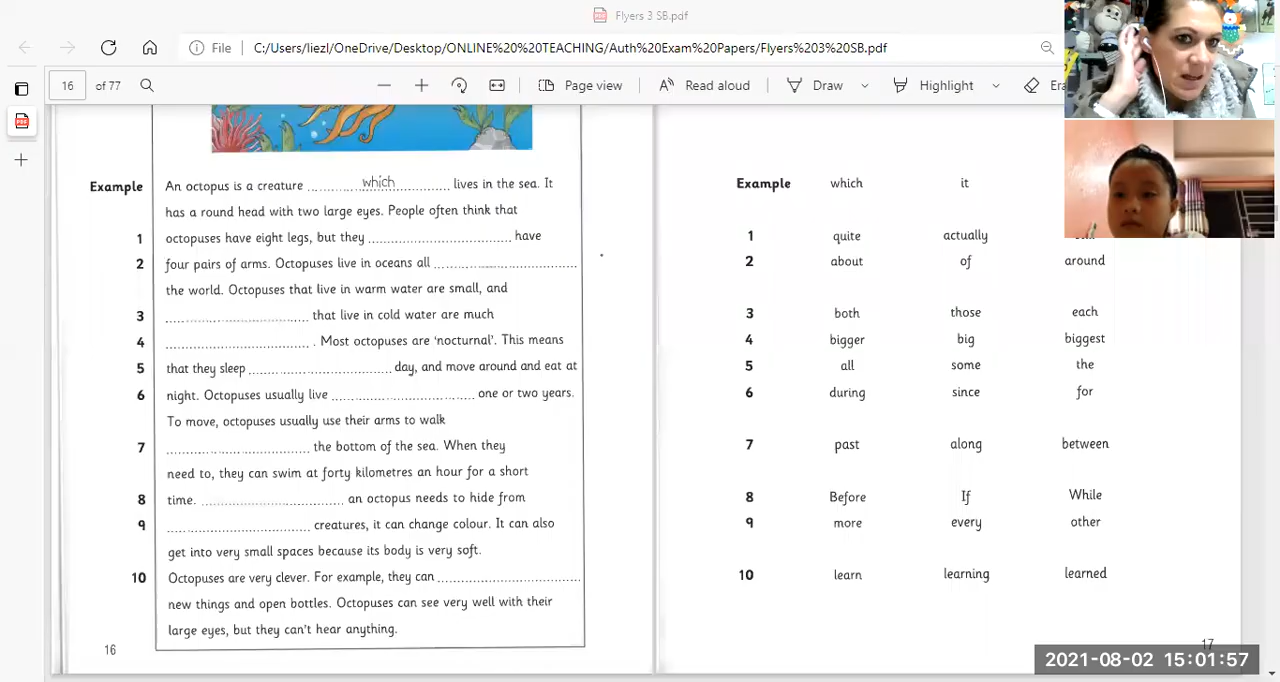 Flyers 3 SB.pdf
File C:/Users/liezl/OneDrive/Desktop/ONLINE%20%20TEACHING/Auth%20Exam%20Papers/Flyers%203%20SB.pdf
16 of 77 Page view Read aloud Draw Highlight
Example An octopus is a creature which lives in the sea. It
has a round head with two large eyes. People often think that
1 octopuses have eight legs, but they ........ have
2 four pairs of arms. Octopuses live in oceans all ........
the world. Octopuses that live in warm water are small, and
3 ........ that live in cold water are much
4 ........ . Most octopuses are 'nocturnal'. This means
5 that they sleep ........ day, and move around and eat at
6 night. Octopuses usually live ........ one or two years.
To move, octopuses usually use their arms to walk
7 ........ the bottom of the sea. When they
need to, they can swim at forty kilometres an hour for a short
8 time. ........ an octopus needs to hide from
9 ........ creatures, it can change colour. It can also
get into very small spaces because its body is very soft.
10 Octopuses are very clever. For example, they can ........
new things and open bottles. Octopuses can see very well with their
large eyes, but they can't hear anything.
16
Example which it
1 quite actually
2 about of around
3 both those each
4 bigger big biggest
5 all some the
6 during since for
7 past along between
8 Before If While
9 more every other
10 learn learning learned
17
2021-08-02 15:01:57